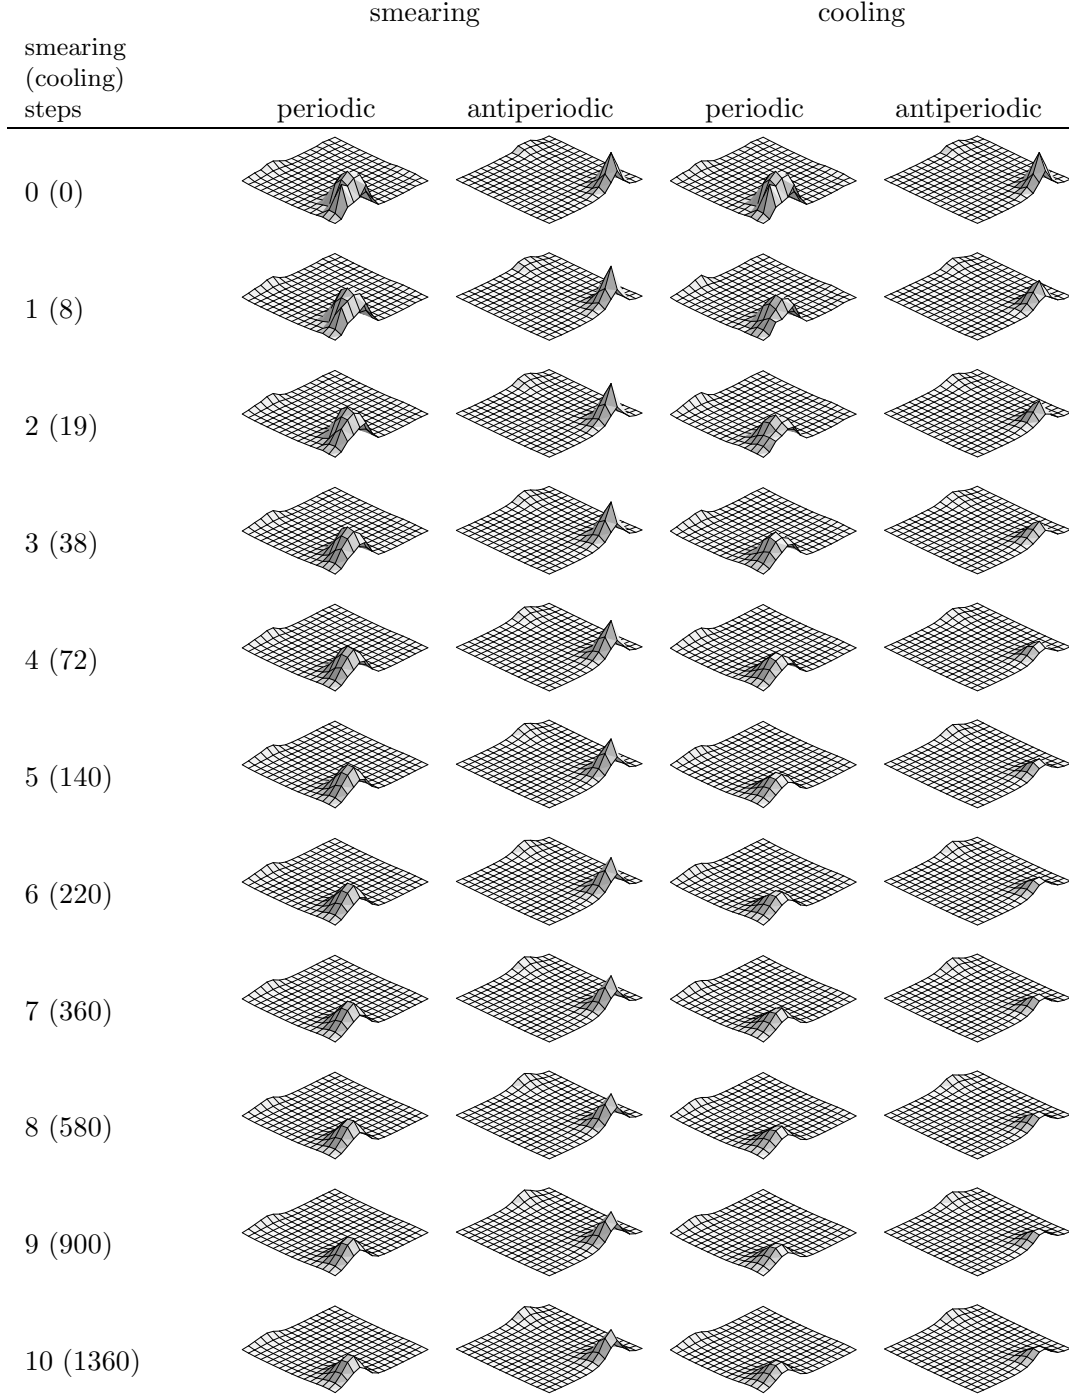 smearing cooling
smearing
(cooling)
steps periodic antiperiodic periodic antiperiodic
0 (0)
1 (8)
2 (19)
3 (38)
4 (72)
5 (140)
6 (220)
7 (360)
8 (580)
9 (900)
10 (1360)